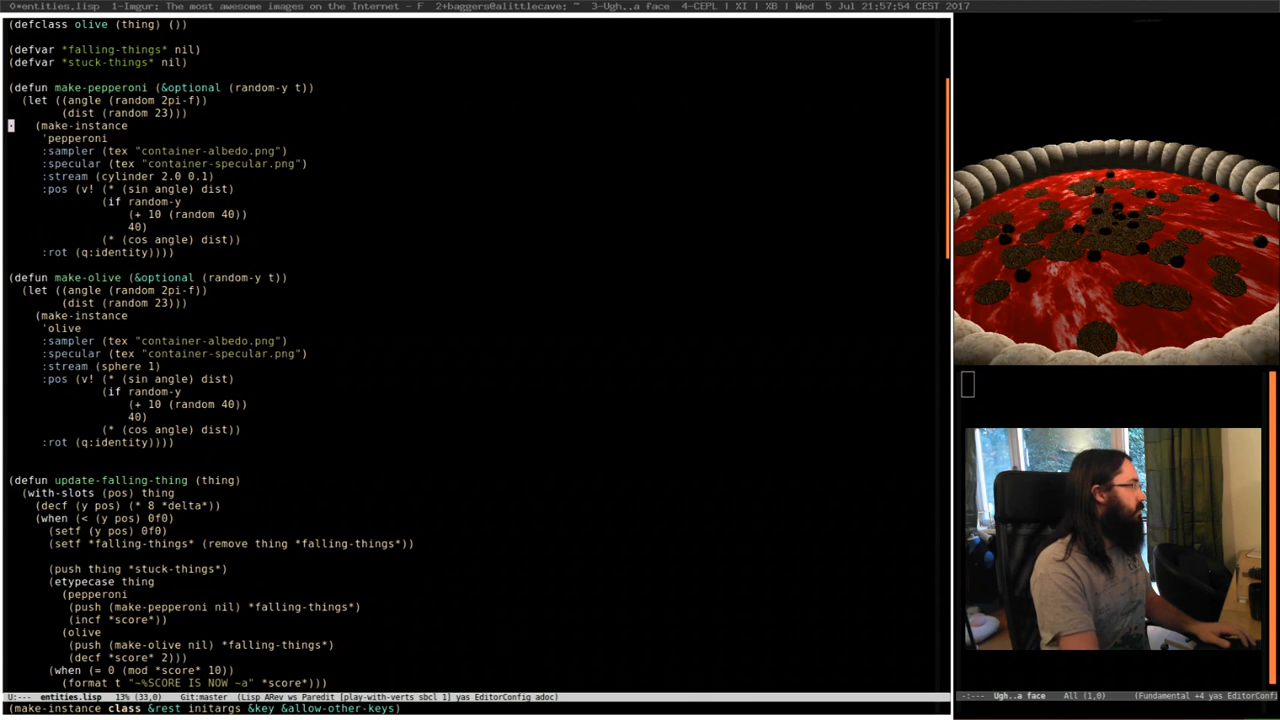 0*entities.lisp  1-Imgur: The most awesome images on the Internet - F  2+baggers@alittlecave: ~  3-Ugh..a face  4-CEPL | %I | %B | Wed  5 Jul 21:57:54 CEST 2017
(defclass olive (thing) ())
(defvar *falling-things* nil)
(defvar *stuck-things* nil)
(defun make-pepperoni (&optional (random-y t))
(let ((angle (random 2pi-f))
(dist (random 23)))
(make-instance
'pepperoni
:sampler (tex "container-albedo.png")
:specular (tex "container-specular.png")
:stream (cylinder 2.0 0.1)
:pos (v! (* (sin angle) dist)
(if random-y
(+ 10 (random 40))
40)
(* (cos angle) dist))
:rot (q:identity))))
(defun make-olive (&optional (random-y t))
(let ((angle (random 2pi-f))
(dist (random 23)))
(make-instance
'olive
:sampler (tex "container-albedo.png")
:specular (tex "container-specular.png")
:stream (sphere 1)
:pos (v! (* (sin angle) dist)
(if random-y
(+ 10 (random 40))
40)
(* (cos angle) dist))
:rot (q:identity))))
(defun update-falling-thing (thing)
(with-slots (pos) thing
(decf (y pos) (* 8 *delta*))
(when (< (y pos) 0f0)
(setf (y pos) 0f0)
(setf *falling-things* (remove thing *falling-things*))
(push thing *stuck-things*)
(etypecase thing
(pepperoni
(push (make-pepperoni nil) *falling-things*)
(incf *score*))
(olive
(push (make-olive nil) *falling-things*)
(decf *score* 2)))
(when (= 0 (mod *score* 10))
(format t "~%SCORE IS NOW ~a" *score*)))
U:---  entities.lisp  13% (33,0)  Git:master  (Lisp ARev ws Paredit [play-with-verts sbcl 1] yas EditorConfig adoc)
(make-instance class &rest initargs &key &allow-other-keys)
-:---  Ugh..a face  All (1,0)  (Fundamental +4 yas EditorConfi